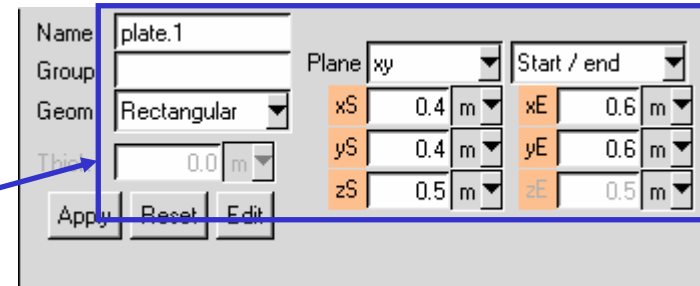 Name plate.1
Group Plane xy Start / end
Geom Rectangular xS 0.4 m xE 0.6 m
Thick 0.0 m yS 0.4 m yE 0.6 m
zS 0.5 m zE 0.5 m
Apply Reset Edit